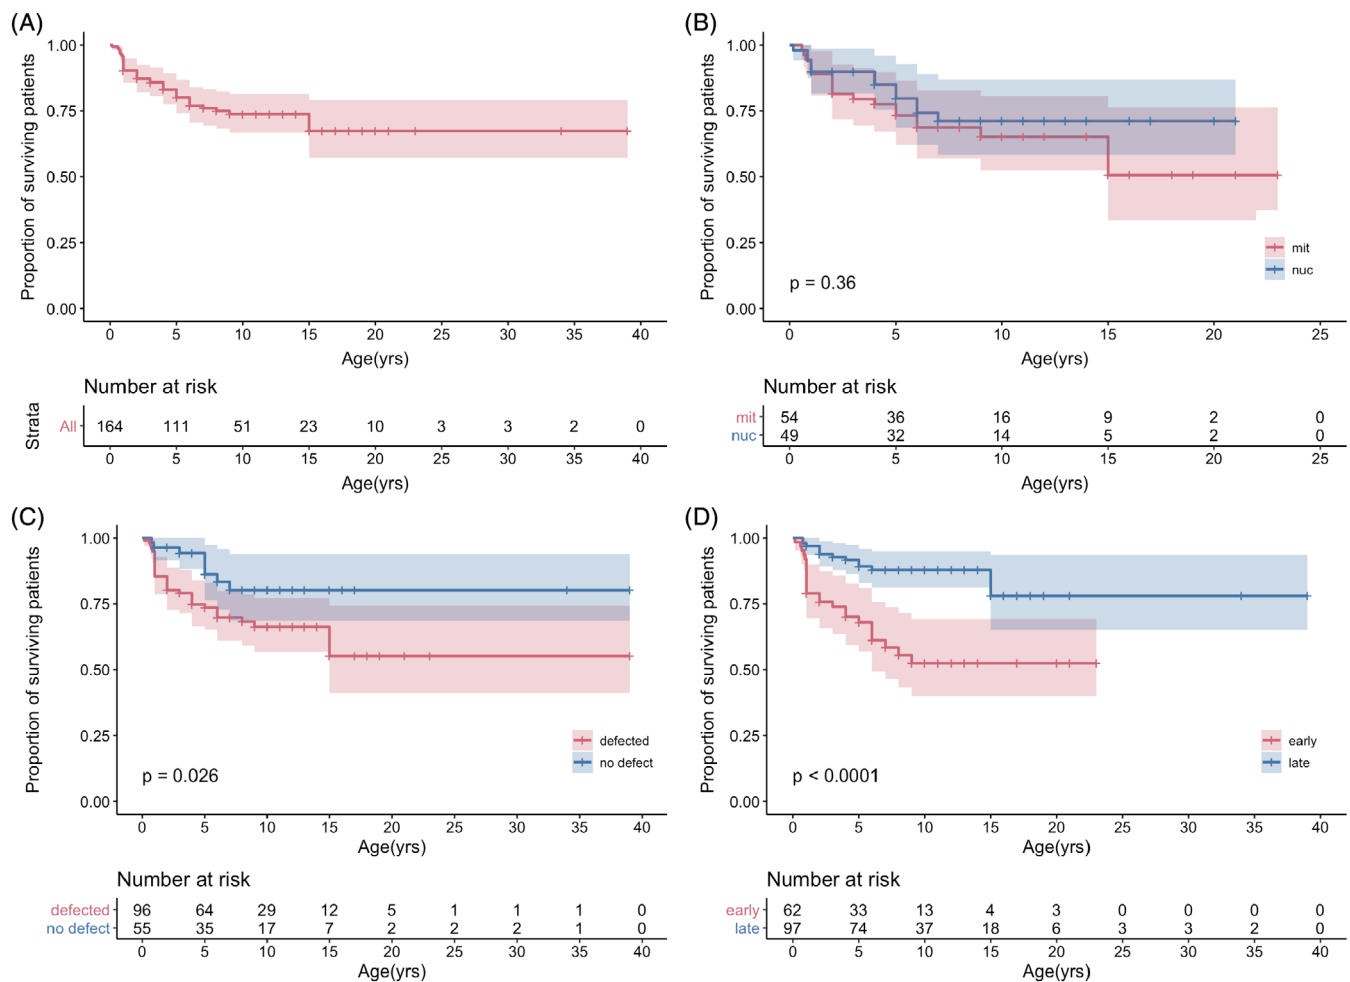 (A)
Proportion of surviving patients
1.00
0.75
0.50
0.25
0.00
0 5 10 15 20 25 30 35 40
Age(yrs)
Number at risk
Strata
All 164 111 51 23 10 3 3 2 0
0 5 10 15 20 25 30 35 40
Age(yrs)
(B)
Proportion of surviving patients
1.00
0.75
0.50
0.25
0.00
mit
nuc
p = 0.36
0 5 10 15 20 25
Age(yrs)
Number at risk
mit 54 36 16 9 2 0
nuc 49 32 14 5 2 0
0 5 10 15 20 25
Age(yrs)
(C)
Proportion of surviving patients
1.00
0.75
0.50
0.25
0.00
defected
no defect
p = 0.026
0 5 10 15 20 25 30 35 40
Age(yrs)
Number at risk
defected 96 64 29 12 5 1 1 1 0
no defect 55 35 17 7 2 2 2 1 0
0 5 10 15 20 25 30 35 40
Age(yrs)
(D)
Proportion of surviving patients
1.00
0.75
0.50
0.25
0.00
early
late
p < 0.0001
0 5 10 15 20 25 30 35 40
Age(yrs)
Number at risk
early 62 33 13 4 3 0 0 0 0
late 97 74 37 18 6 3 3 2 0
0 5 10 15 20 25 30 35 40
Age(yrs)